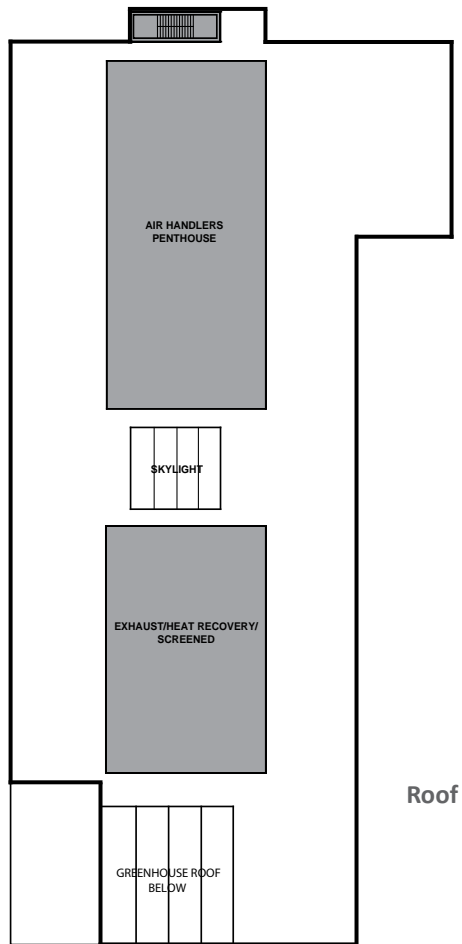 AIR HANDLERS
PENTHOUSE
SKYLIGHT
EXHAUST/HEAT RECOVERY/
SCREENED
Roof
GREENHOUSE ROOF
BELOW